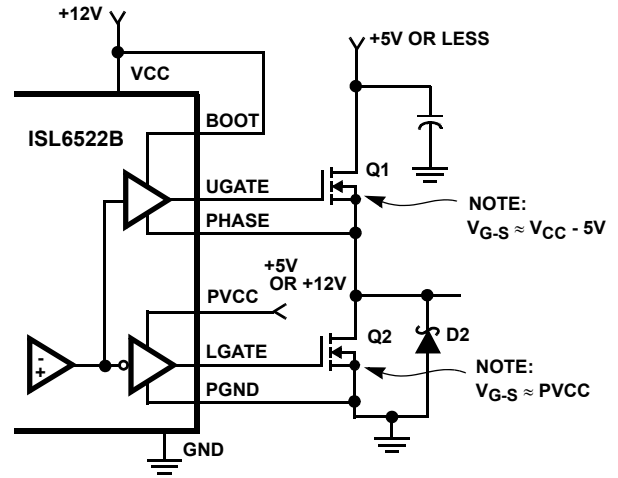 +12V
+5V OR LESS
VCC
BOOT
ISL6522B
Q1
UGATE
NOTE:
VG-S ≈ VCC - 5V
PHASE
+5V
OR +12V
PVCC
Q2
D2
LGATE
-
+
NOTE:
VG-S ≈ PVCC
PGND
GND